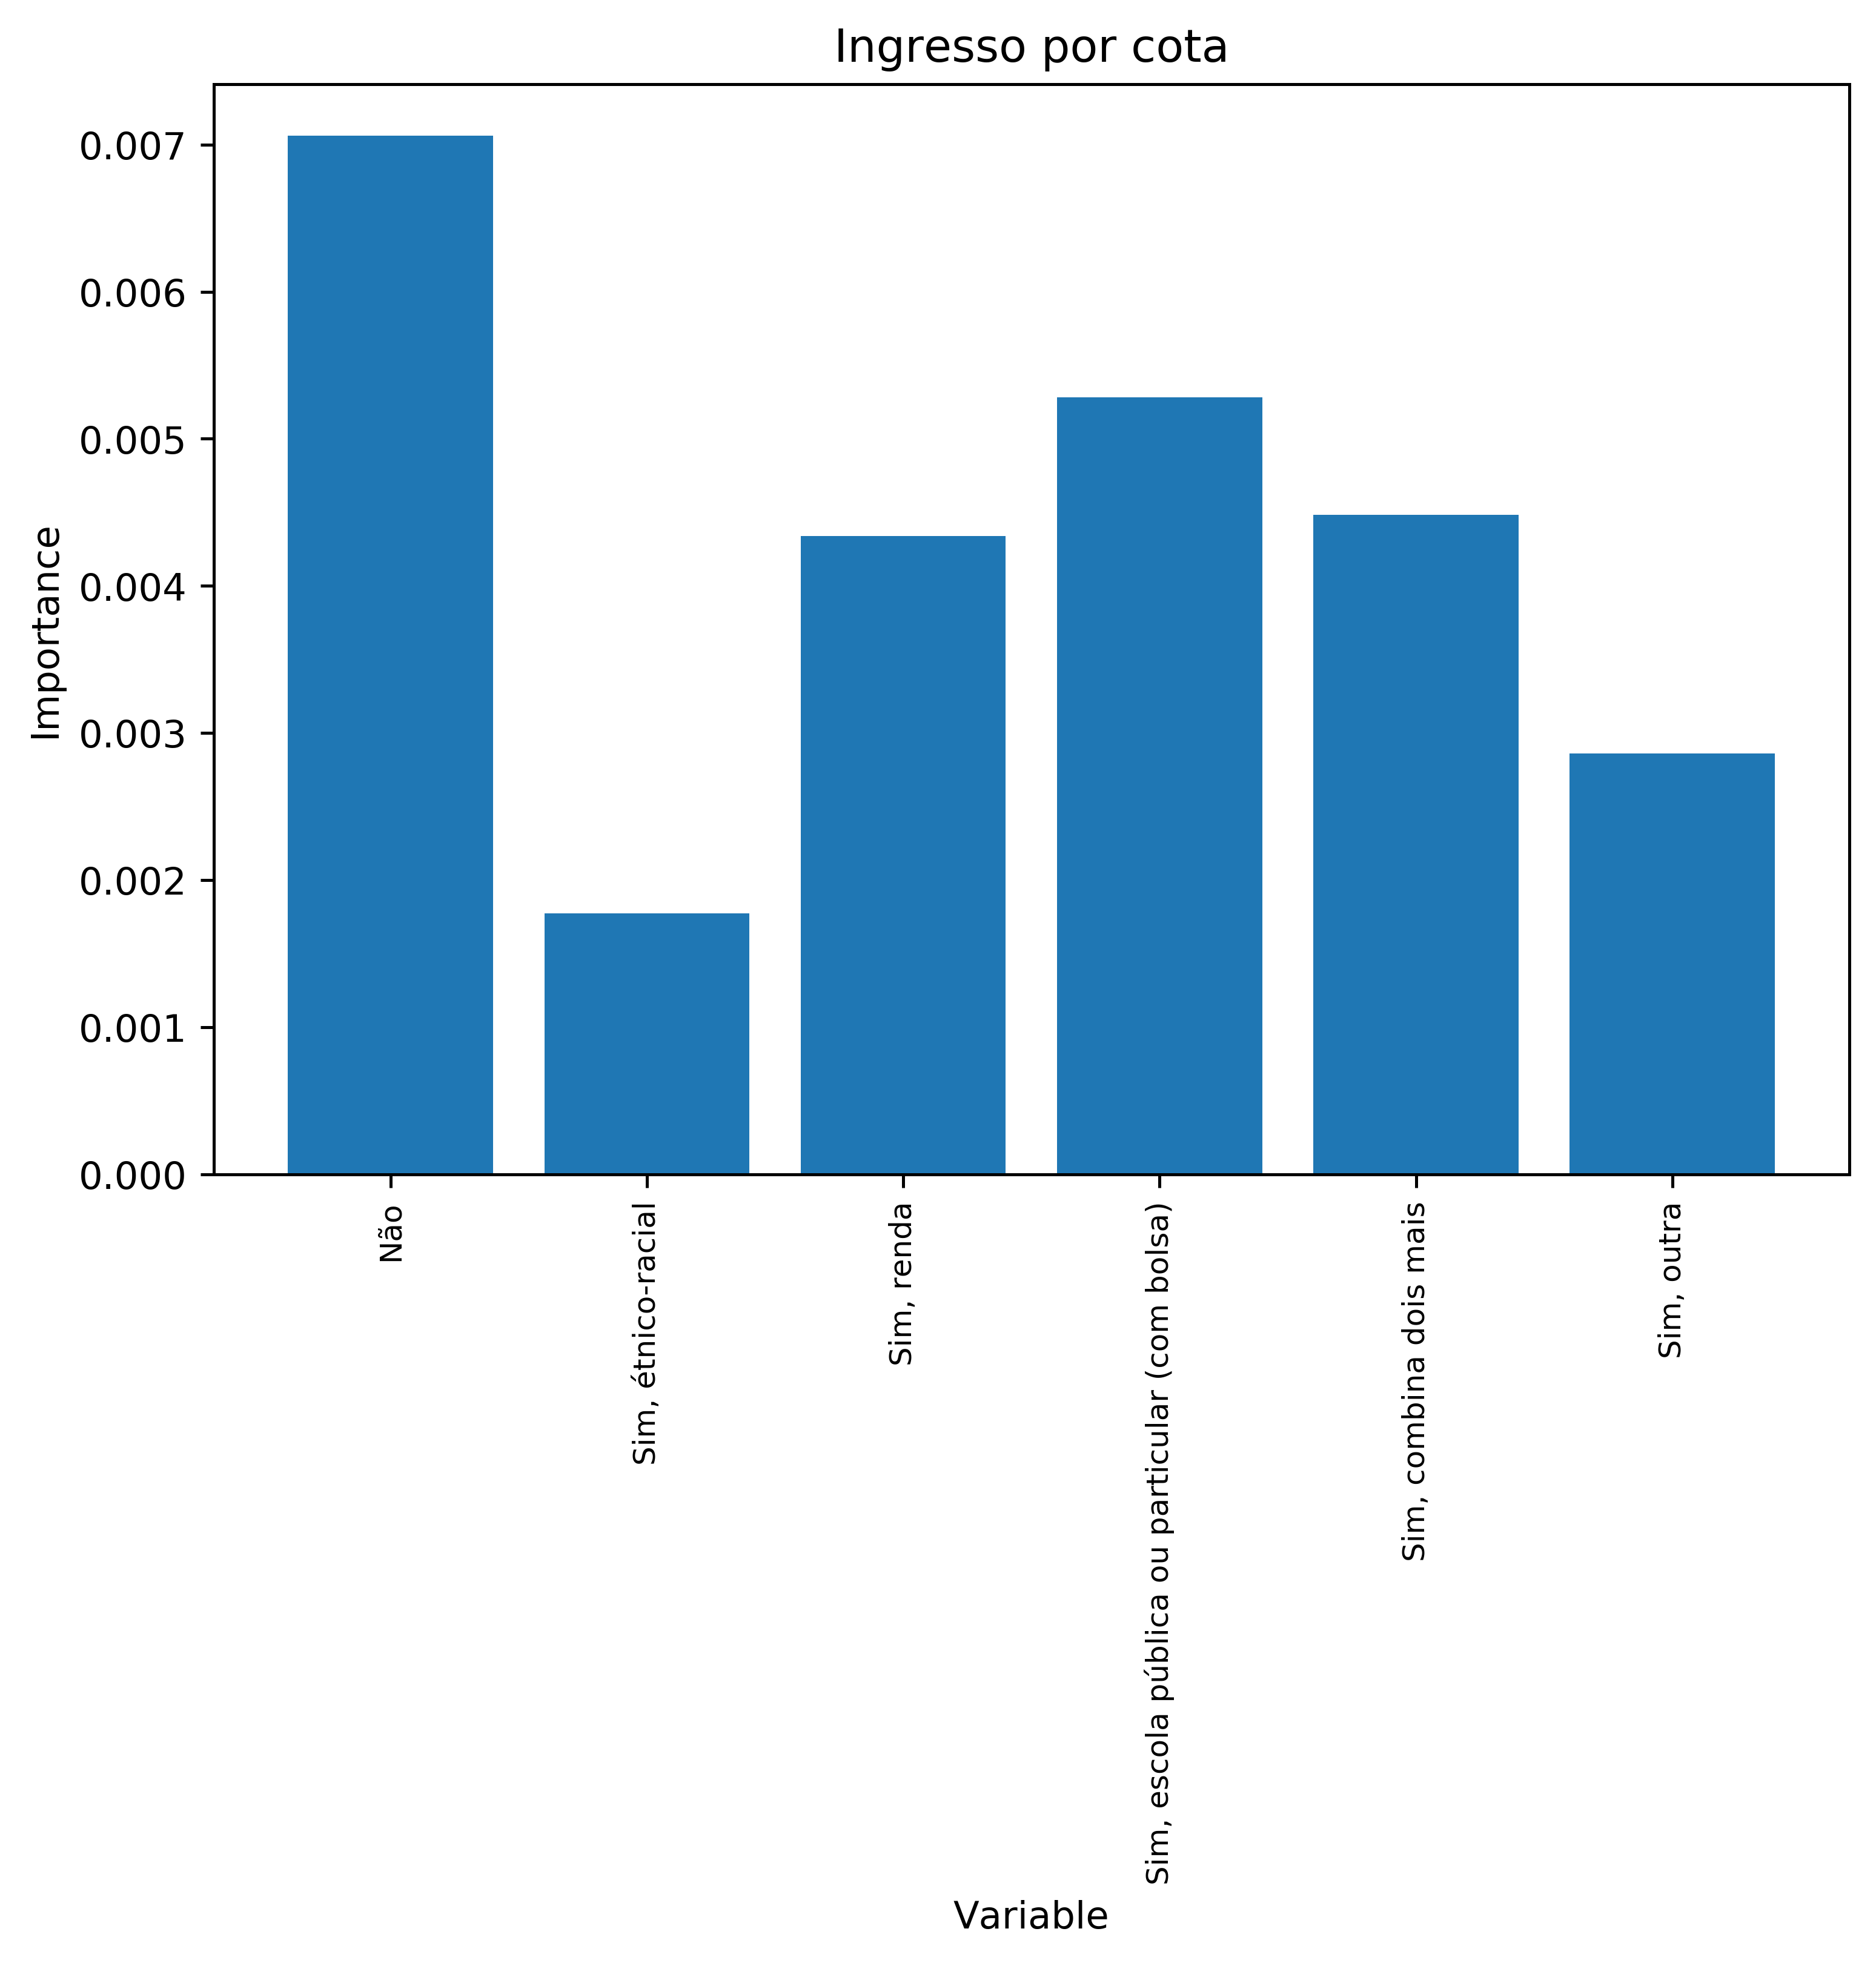 Ingresso por cota
Importance
0.007
0.006
0.005
0.004
0.003
0.002
0.001
0.000
Não
Sim, étnico-racial
Sim, renda
Sim, escola pública ou particular (com bolsa)
Sim, combina dois mais
Sim, outra
Variable